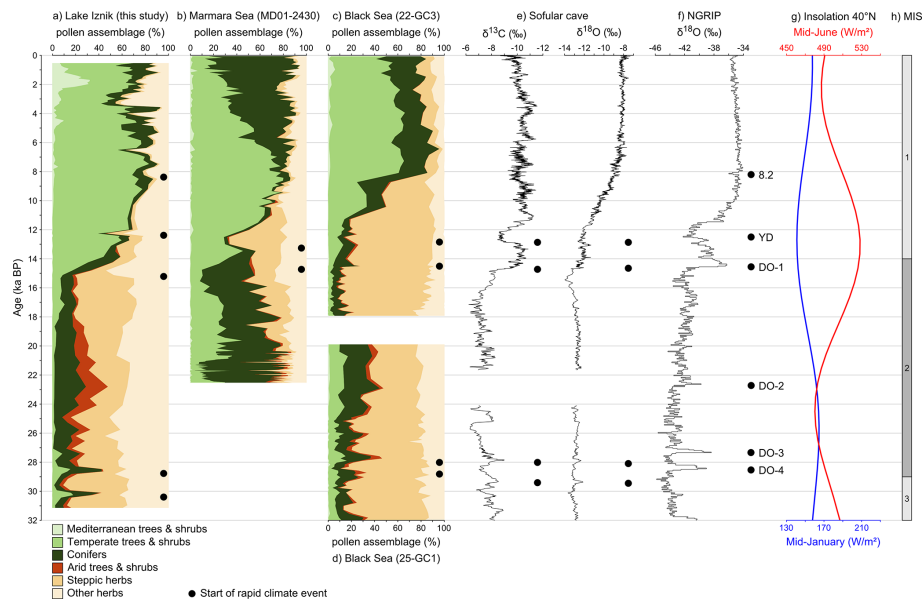 a) Lake Iznik (this study)
pollen assemblage (%)
b) Marmara Sea (MD01-2430)
pollen assemblage (%)
c) Black Sea (22-GC3)
pollen assemblage (%)
e) Sofular cave
δ¹³C (‰)
δ¹⁸O (‰)
f) NGRIP
δ¹⁸O (‰)
g) Insolation 40°N
Mid-June (W/m²)
h) MIS
0 20 40 60 80 100
0 20 40 60 80 100
0 20 40 60 80 100
-6 -8 -10 -12
-14 -12 -10 -8
-46 -42 -38 -34
450 490 530
Age (ka BP)
0
2
4
6
8
10
12
14
16
18
20
22
24
26
28
30
32
8.2
YD
DO-1
DO-2
DO-3
DO-4
1
2
3
0 20 40 60 80 100
pollen assemblage (%)
d) Black Sea (25-GC1)
130 170 210
Mid-January (W/m²)
Mediterranean trees & shrubs
Temperate trees & shrubs
Conifers
Arid trees & shrubs
Steppic herbs
Other herbs
Start of rapid climate event